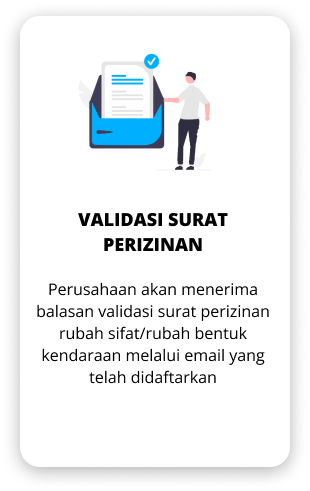 VALIDASI SURAT
PERIZINAN
Perusahaan akan menerima
balasan validasi surat perizinan
rubah sifat/rubah bentuk
kendaraan melalui email yang
telah didaftarkan